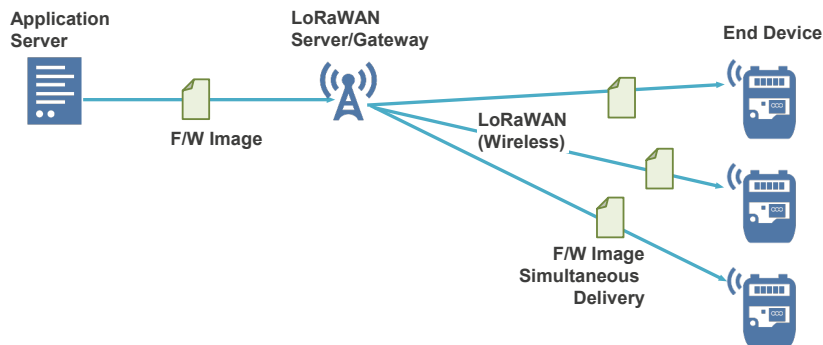 Application
Server
LoRaWAN
Server/Gateway
End Device
F/W Image
LoRaWAN
(Wireless)
F/W Image
Simultaneous
Delivery